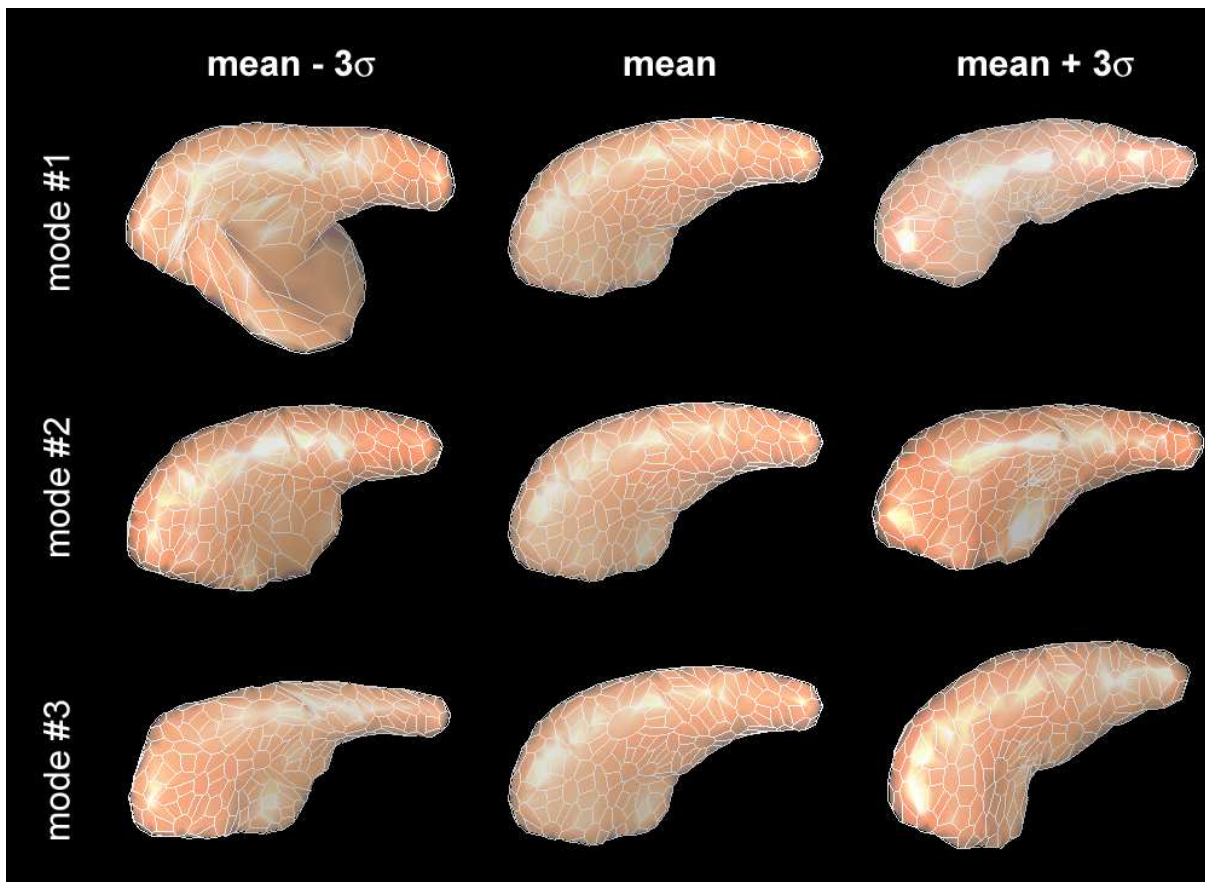 mean - 3σ
mean
mean + 3σ
mode #1
mode #2
mode #3